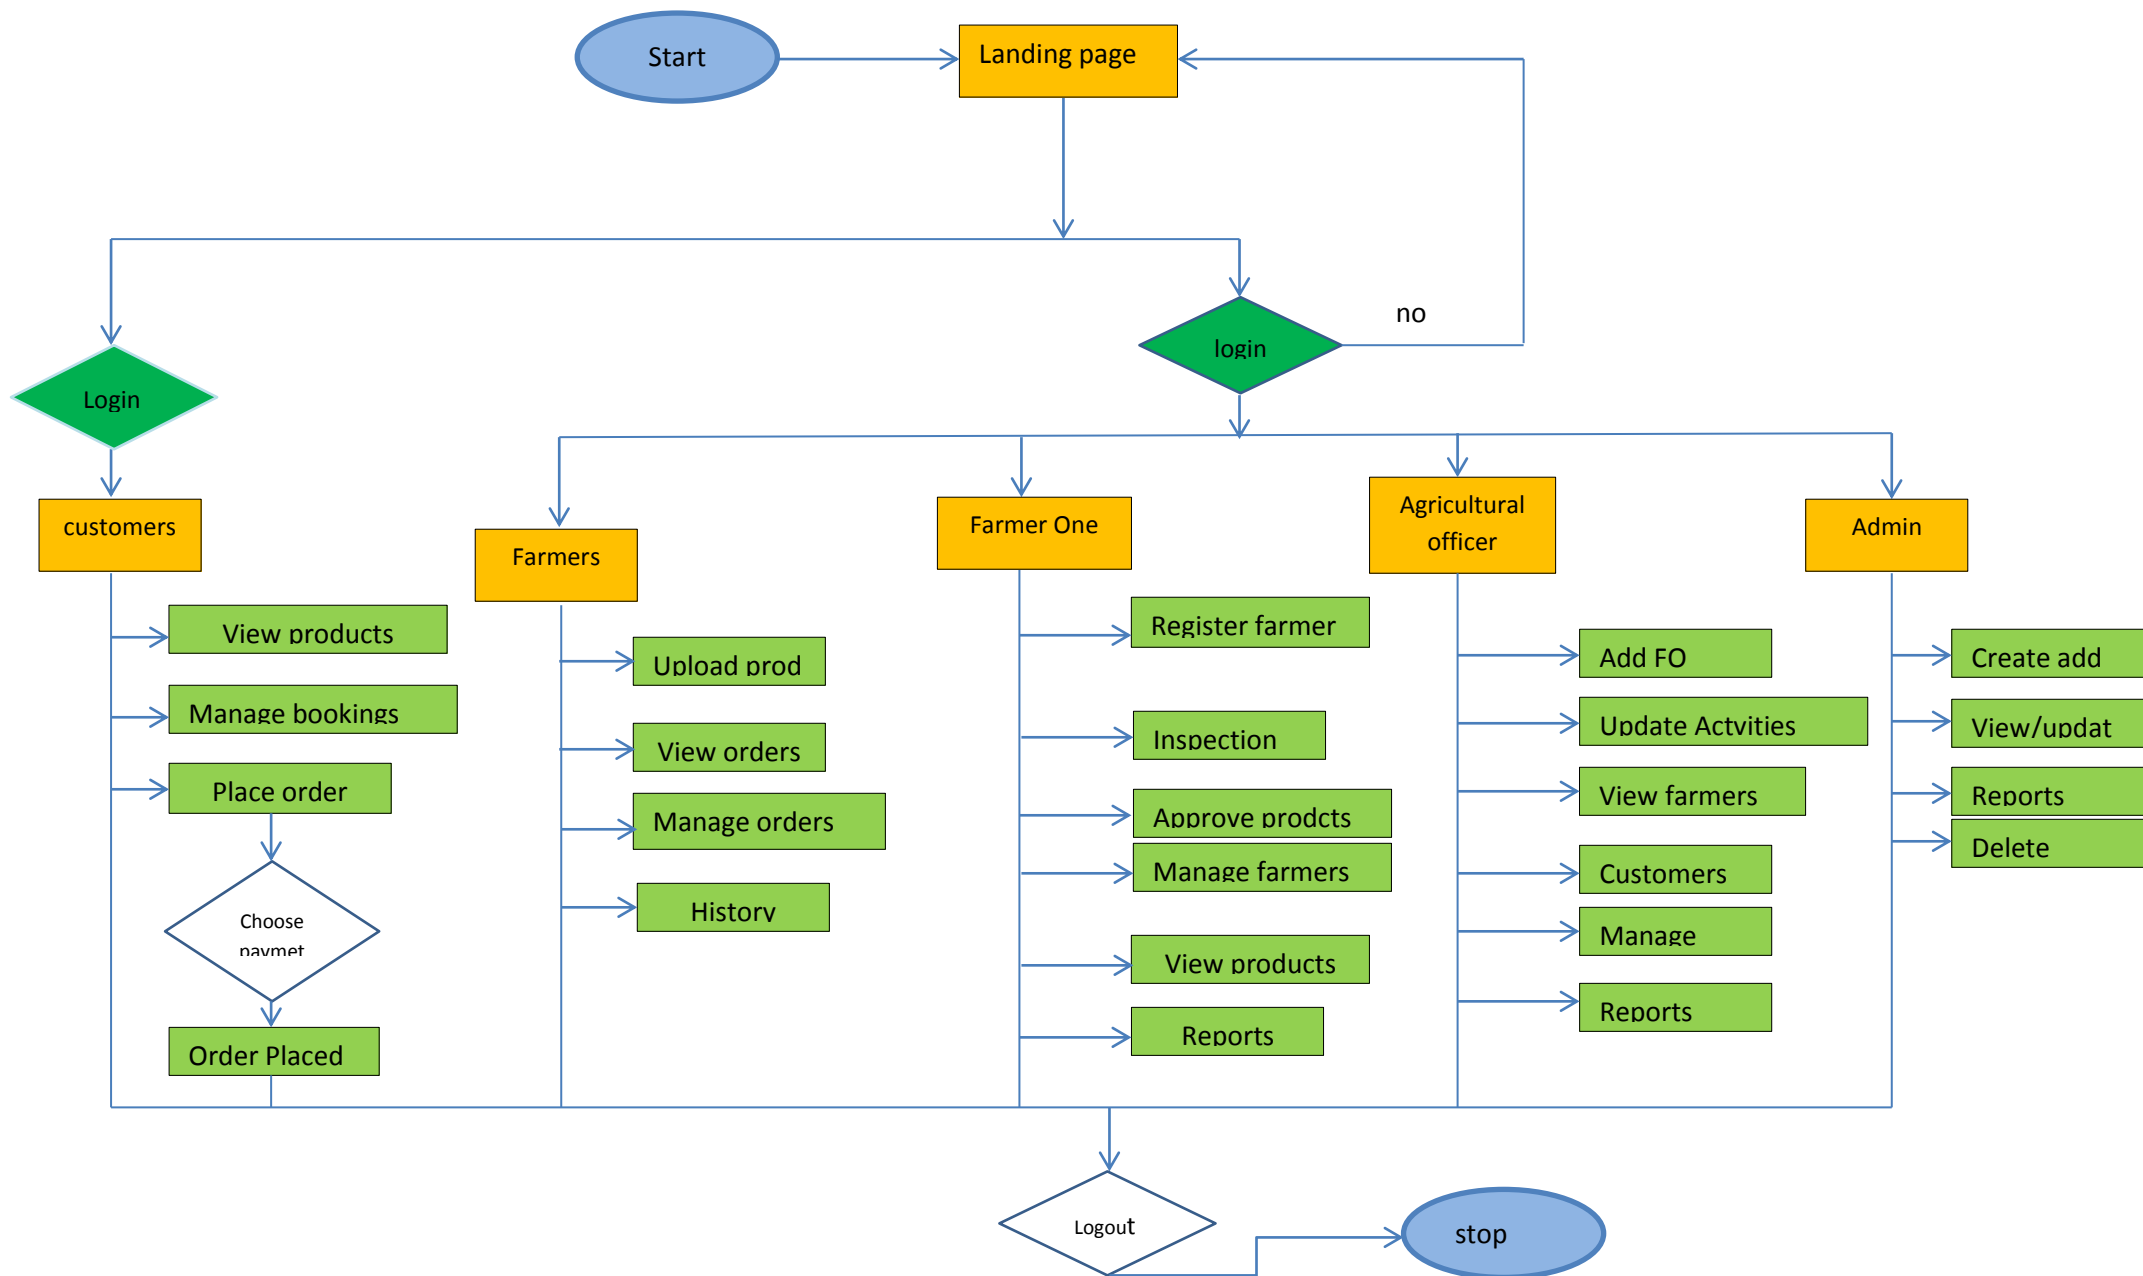 Start
Landing page
no
login
Login
customers
Farmers
Farmer One
Agricultural
officer
Admin
View products
Manage bookings
Place order
Choose
paymet
Order Placed
Upload prod
View orders
Manage orders
History
Register farmer
Inspection
Approve prodcts
Manage farmers
View products
Reports
Add FO
Update Actvities
View farmers
Customers
Manage
Reports
Create add
View/updat
Reports
Delete
Logout
stop